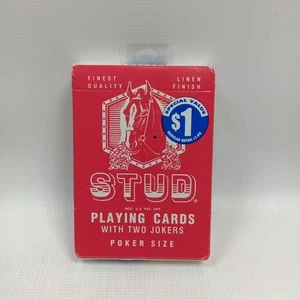 FINEST
QUALITY
LINEN
FINISH
SPECIAL VALUE
$1
STUD®
REG. U.S. PAT. OFF.
PLAYING CARDS
WITH TWO JOKERS
POKER SIZE